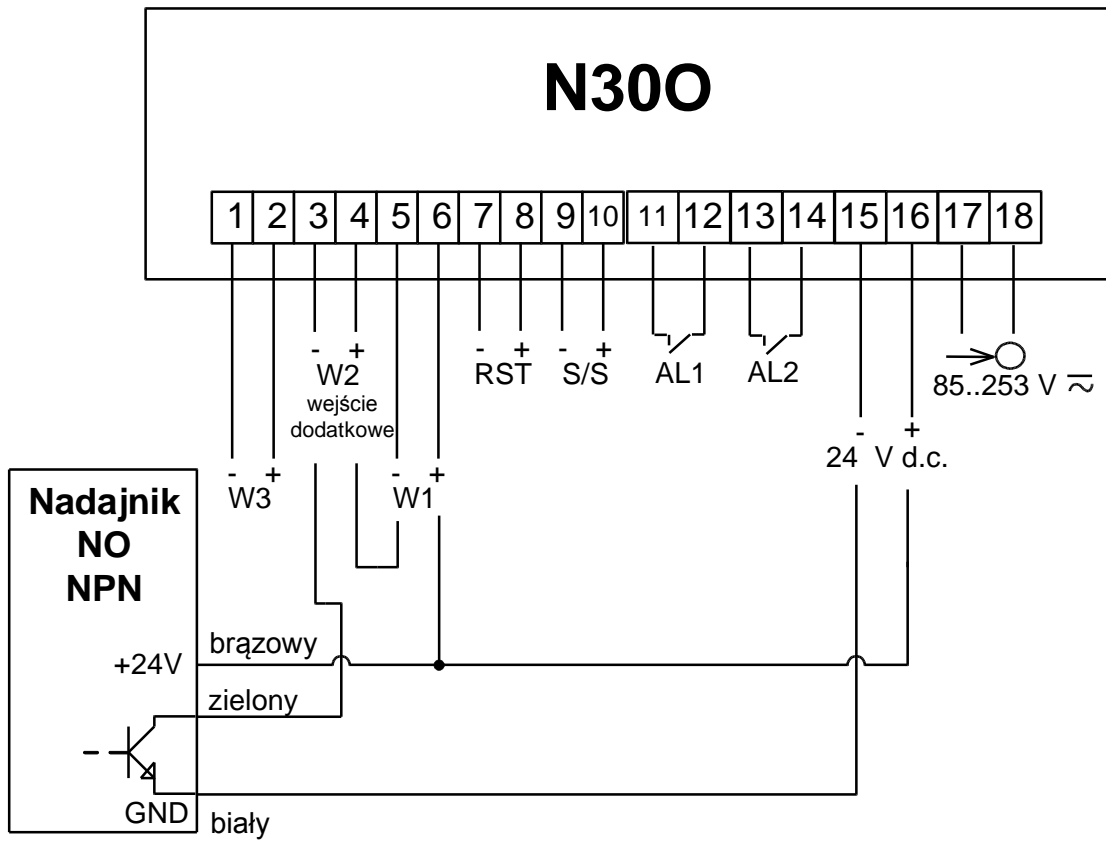 N30O
1 2 3 4 5 6 7 8 9 10 11 12 13 14 15 16 17 18
- +
W2
wejście
dodatkowe
- +
RST
- +
S/S
AL1
AL2
85..253 V
- +
24 V d.c.
- +
W3
- +
W1
Nadajnik
NO
NPN
+24V
brązowy
zielony
GND
biały